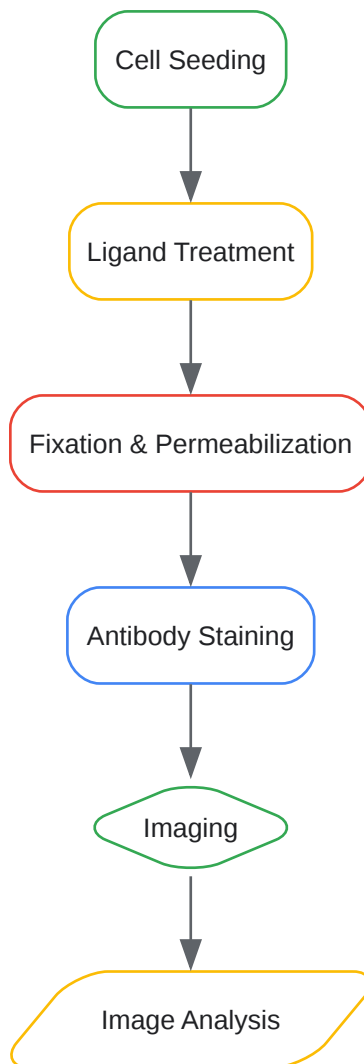 Cell Seeding
Ligand Treatment
Fixation & Permeabilization
Antibody Staining
Imaging
Image Analysis